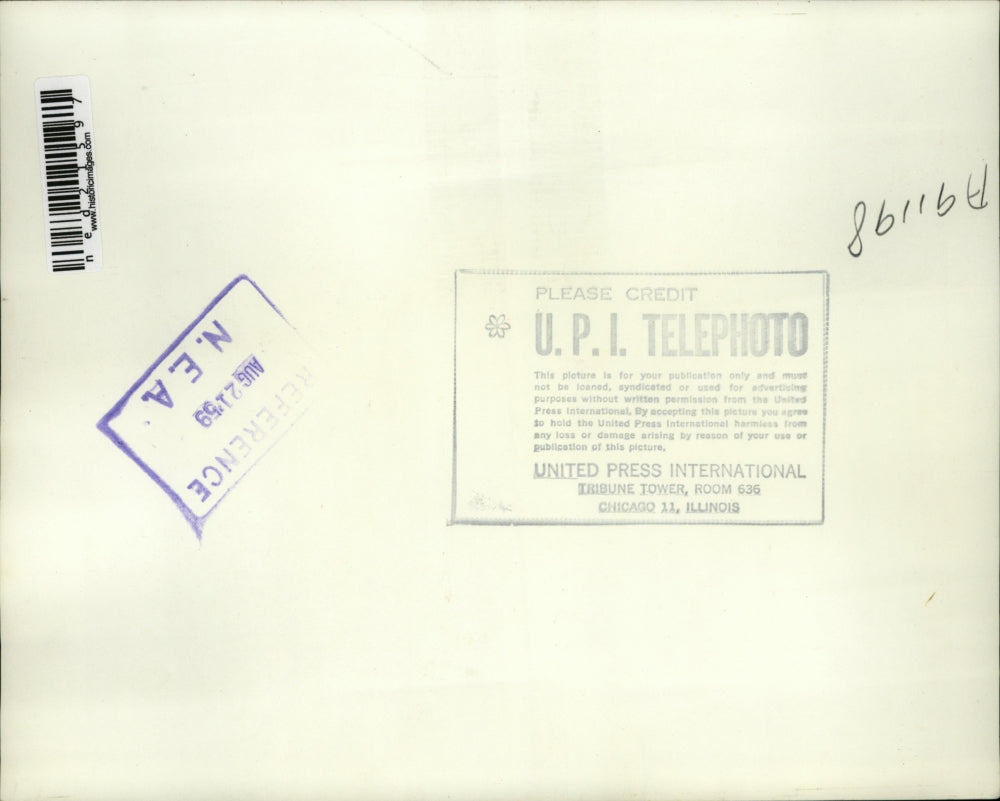 ned21597
www.historicimages.com
A91198
N.E.A.
AUG 21 '59
REFERENCE
PLEASE CREDIT
U. P. I. TELEPHOTO
This picture is for your publication only and must
not be loaned, syndicated or used for advertising
purposes without written permission from the United
Press International. By accepting this picture you agree
to hold the United Press International harmless from
any loss or damage arising by reason of your use or
publication of this picture.
UNITED PRESS INTERNATIONAL
TRIBUNE TOWER, ROOM 636
CHICAGO 11, ILLINOIS